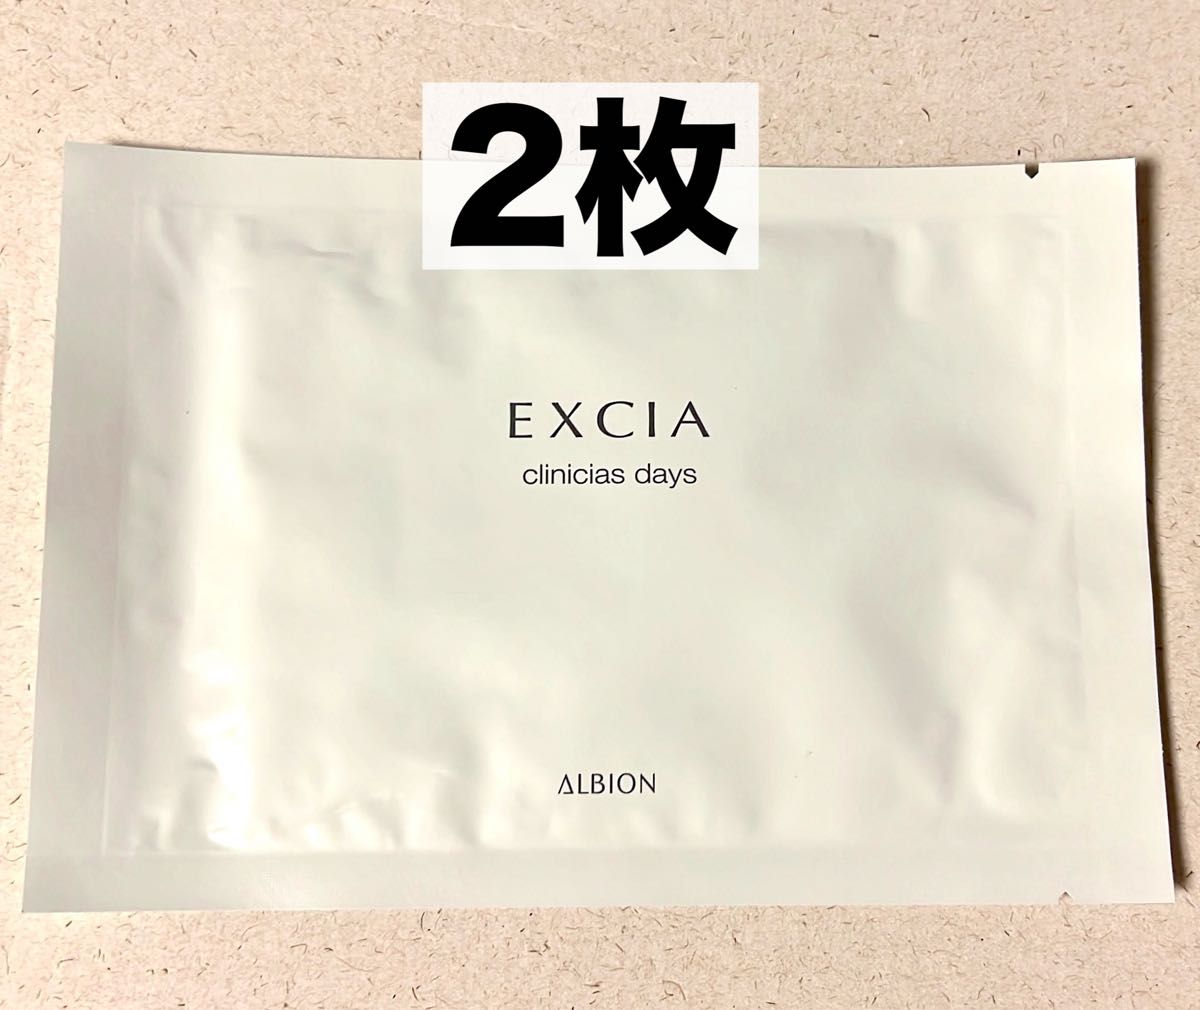 2枚
EXCIA
clinicias days
ALBION